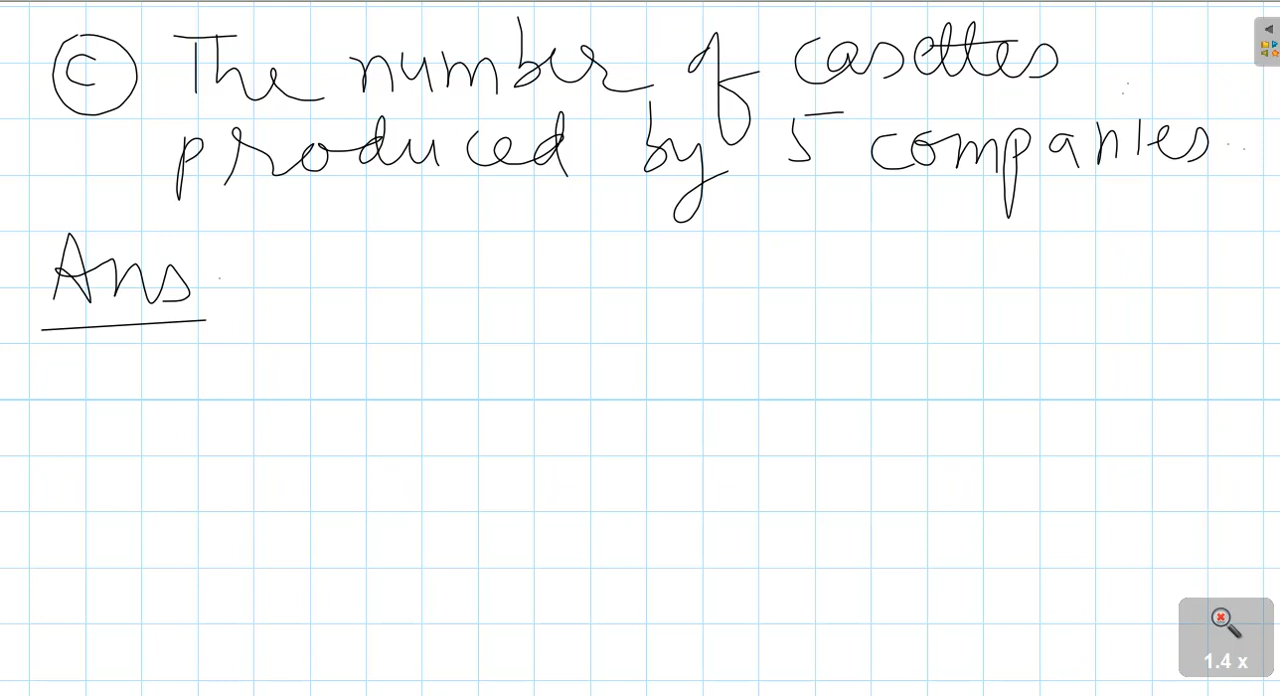 C The number of casettes
produced by 5 companies.
Ans
1.4 x